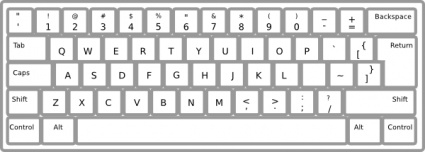 " ! @ # $ % " & * ( ) _ + Backspace
' 1 2 3 4 5 6 7 8 9 0 - =
Tab Q W E R T Y U I O P ` { [ Return
Caps A S D F G H J K L ~ } ]
Shift Z X C V B N M < , > . : ; ? / Shift
Control Alt Alt Control